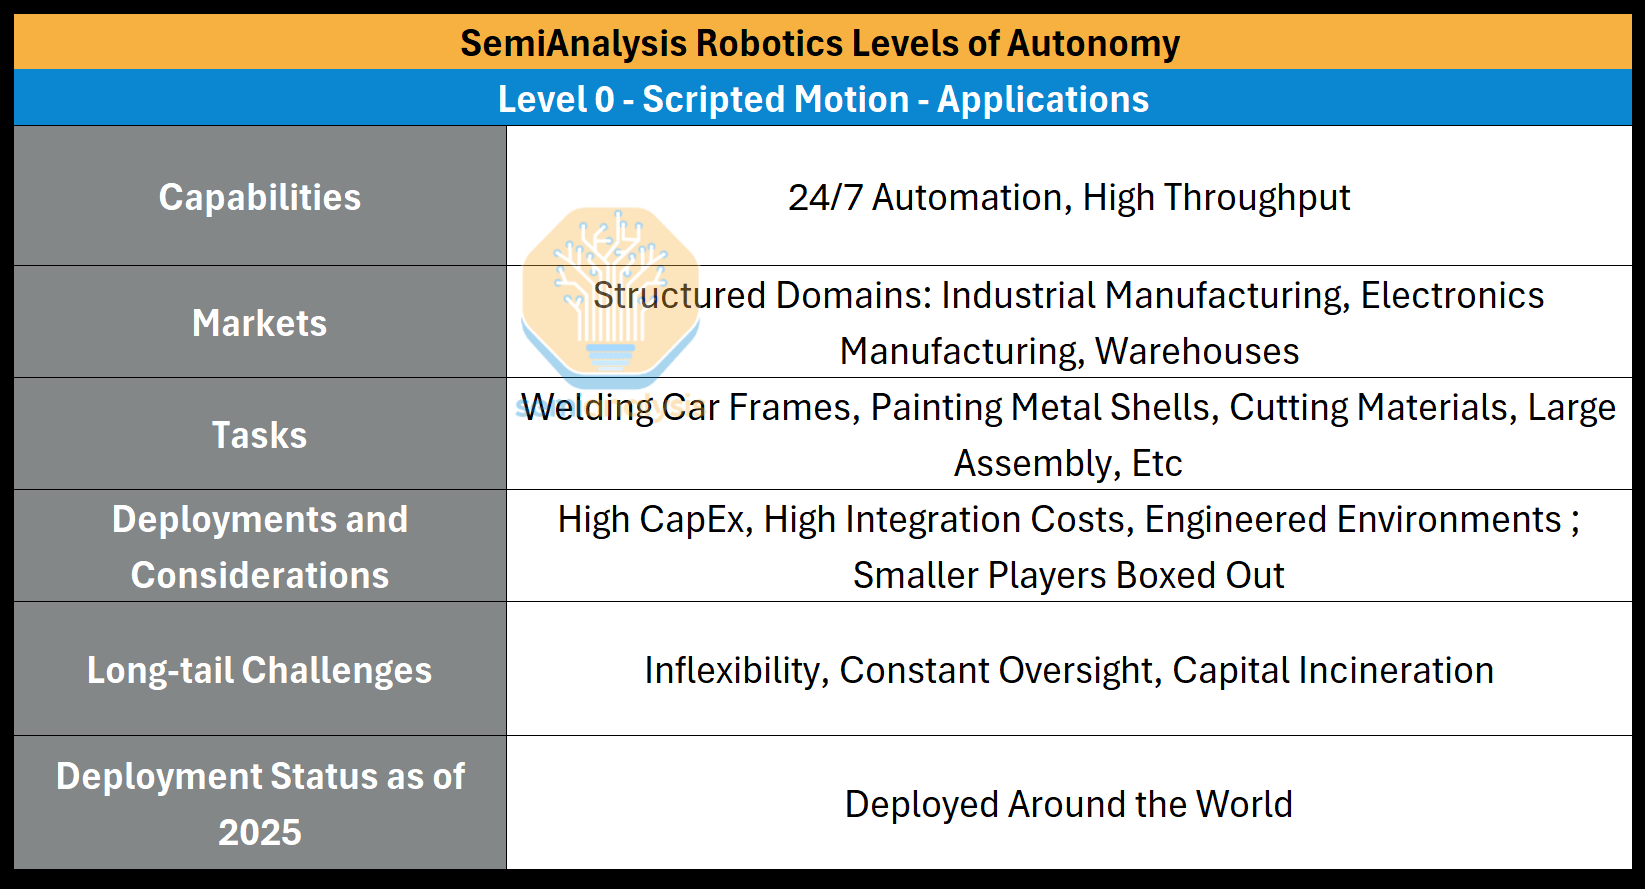 SemiAnalysis Robotics Levels of Autonomy
Level 0 - Scripted Motion - Applications
Capabilities
24/7 Automation, High Throughput
Markets
Structured Domains: Industrial Manufacturing, Electronics
Manufacturing, Warehouses
Tasks
Welding Car Frames, Painting Metal Shells, Cutting Materials, Large
Assembly, Etc
Deployments and
Considerations
High CapEx, High Integration Costs, Engineered Environments ;
Smaller Players Boxed Out
Long-tail Challenges
Inflexibility, Constant Oversight, Capital Incineration
Deployment Status as of
2025
Deployed Around the World
semianalysis